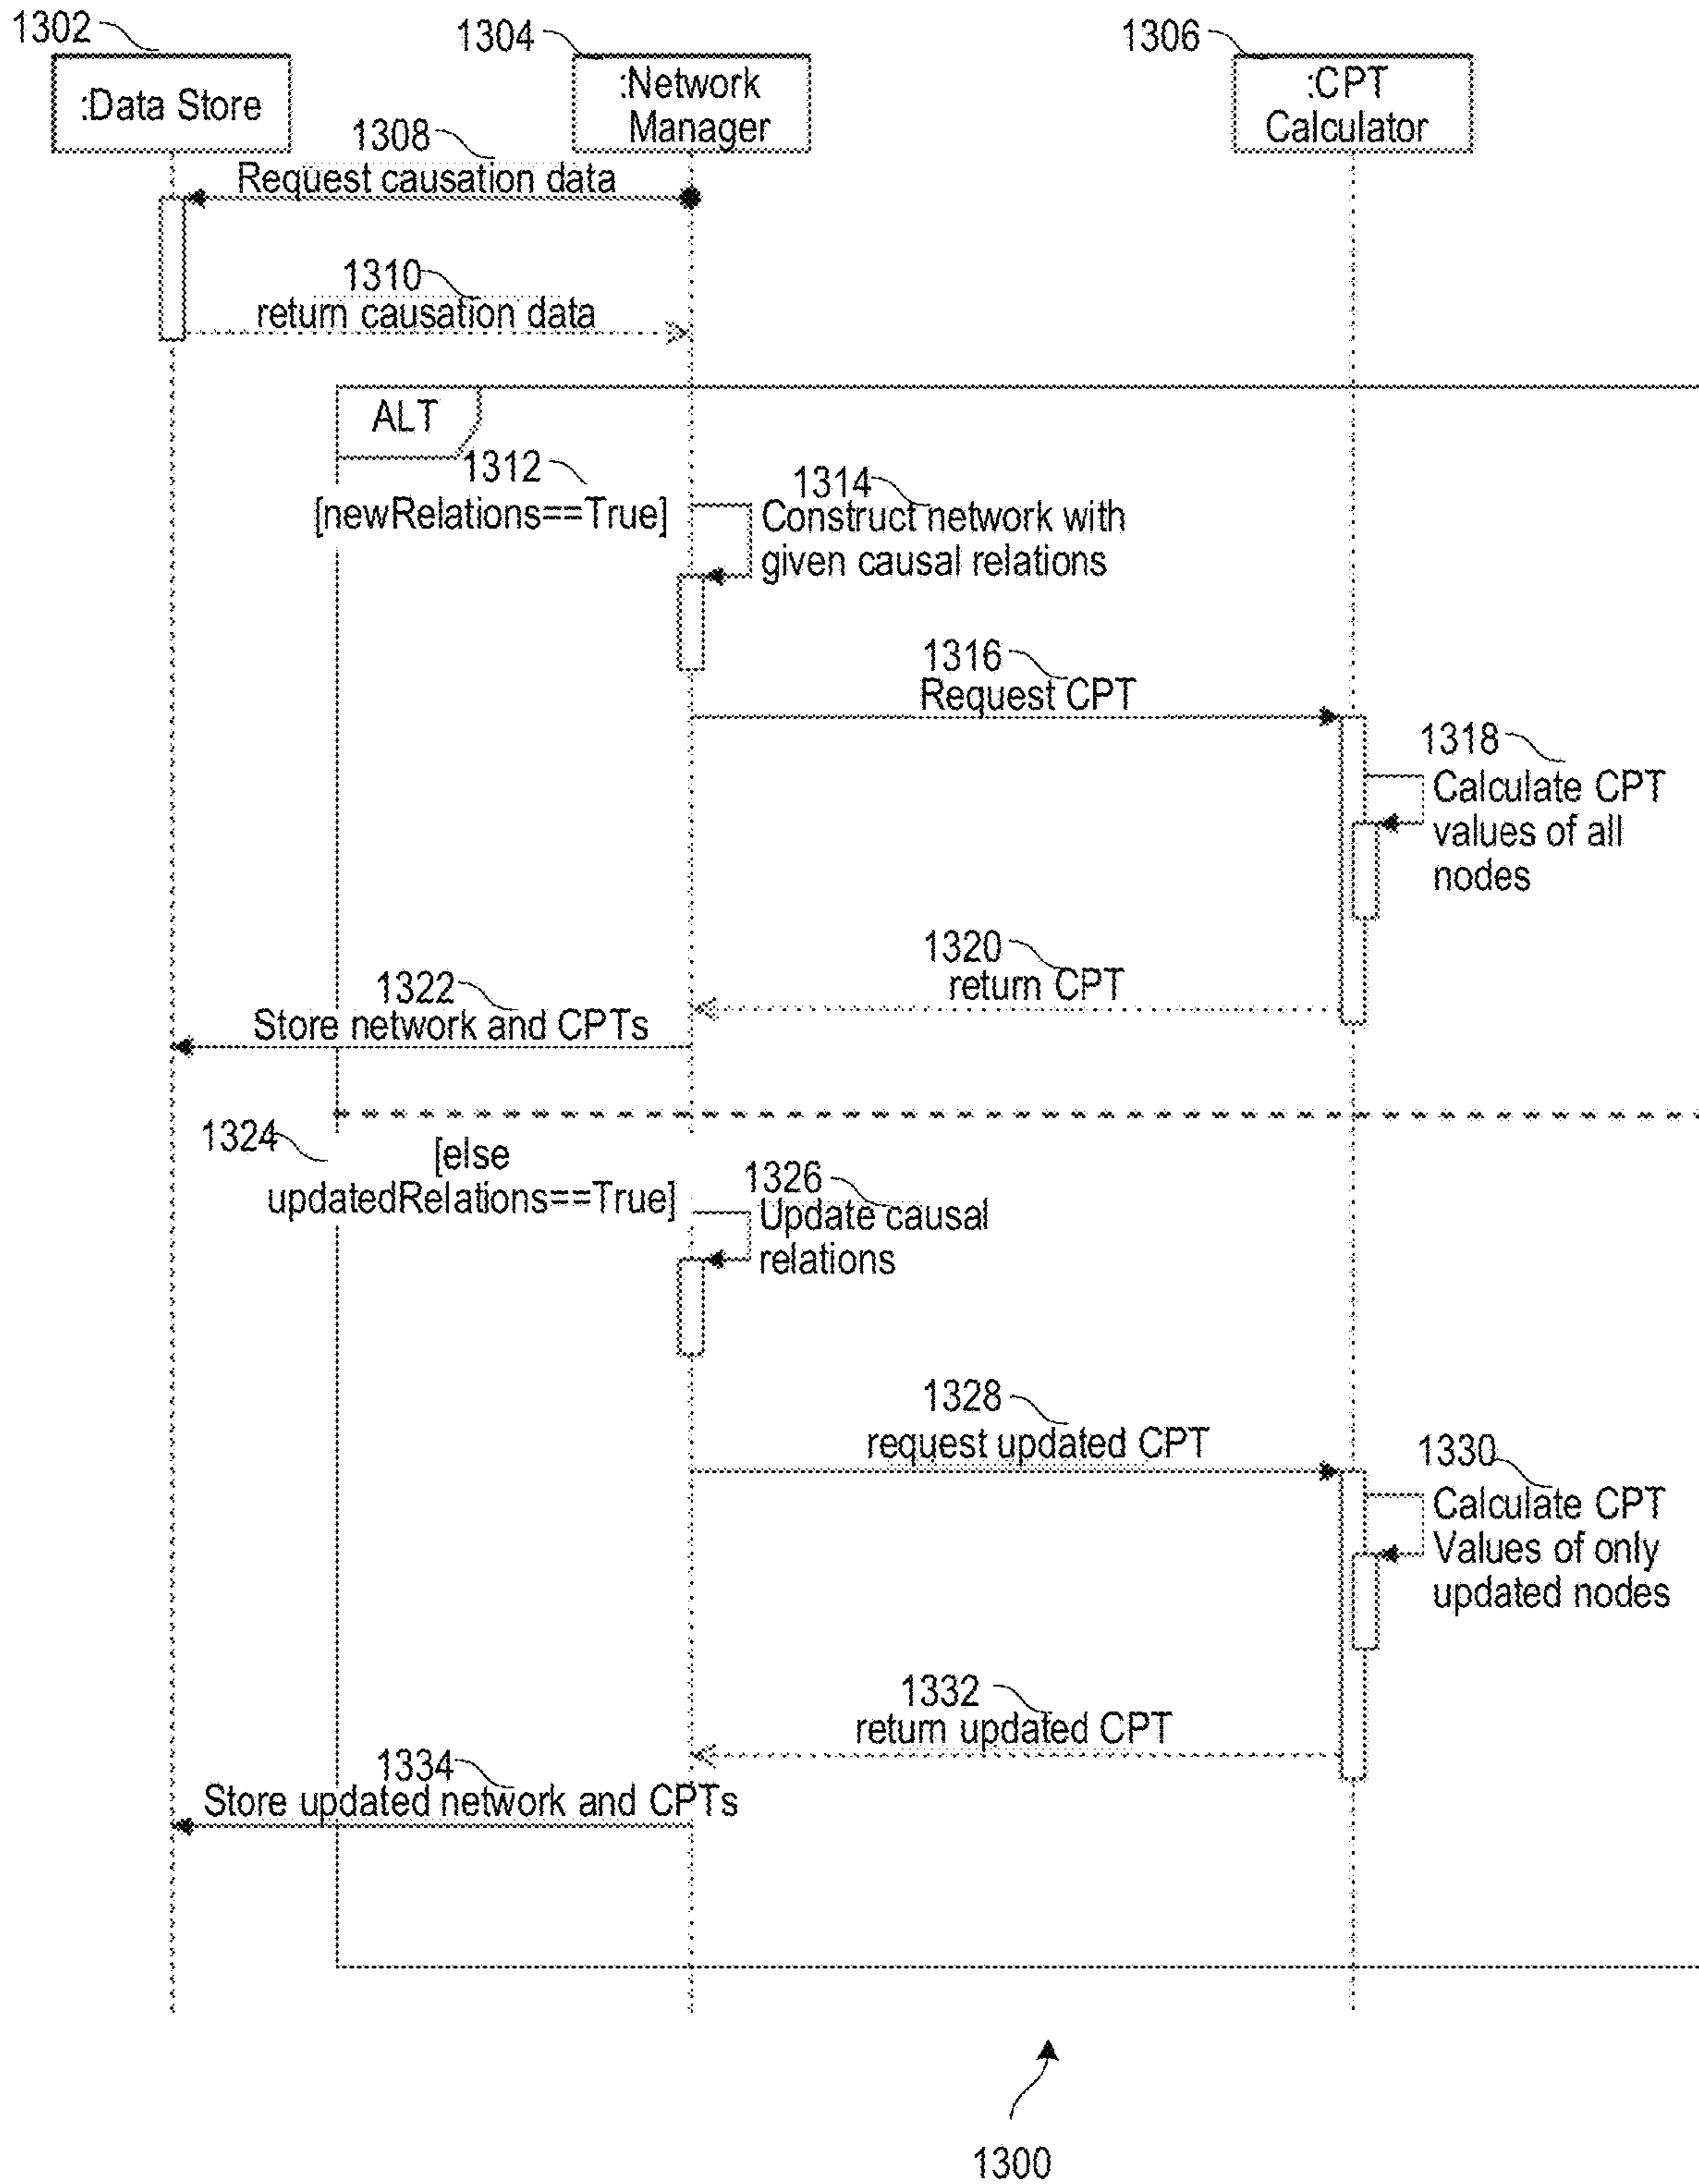 1302
1304
1306
:Data Store
:Network
Manager
:CPT
Calculator
1308
Request causation data
1310
return causation data
ALT
1312
[newRelations==True]
1314
Construct network with
given causal relations
1316
Request CPT
1318
Calculate CPT
values of all
nodes
1320
return CPT
1322
Store network and CPTs
1324
[else
updatedRelations==True]
1326
Update causal
relations
1328
request updated CPT
1330
Calculate CPT
Values of only
updated nodes
1332
return updated CPT
1334
Store updated network and CPTs
1300